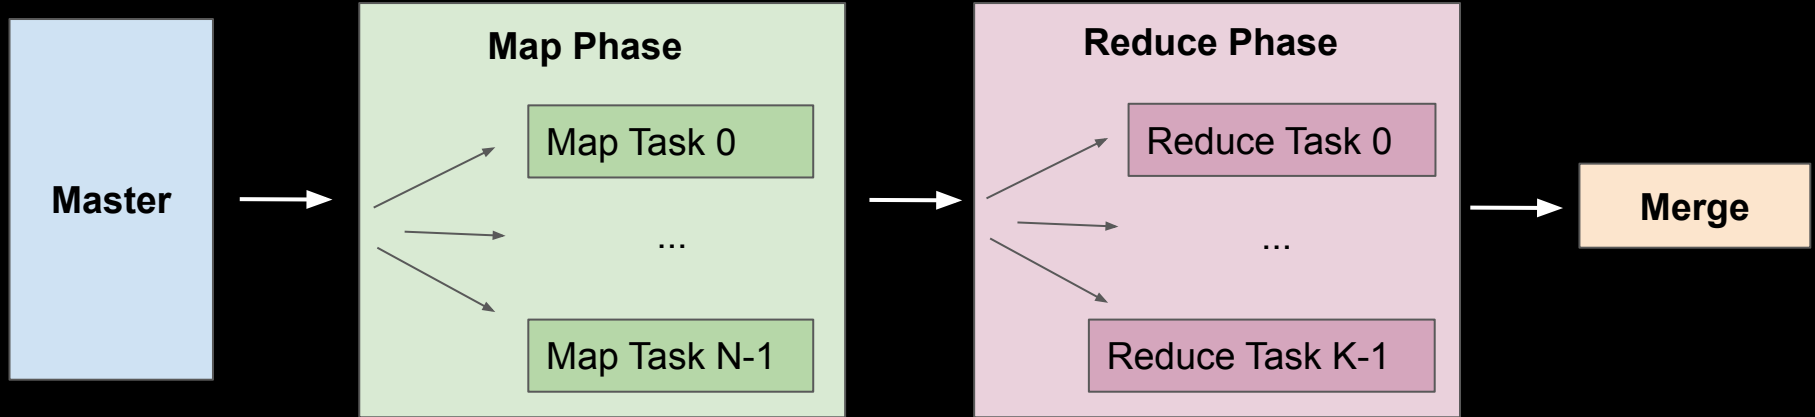 Master
Map Phase
Map Task 0
...
Map Task N-1
Reduce Phase
Reduce Task 0
...
Reduce Task K-1
Merge